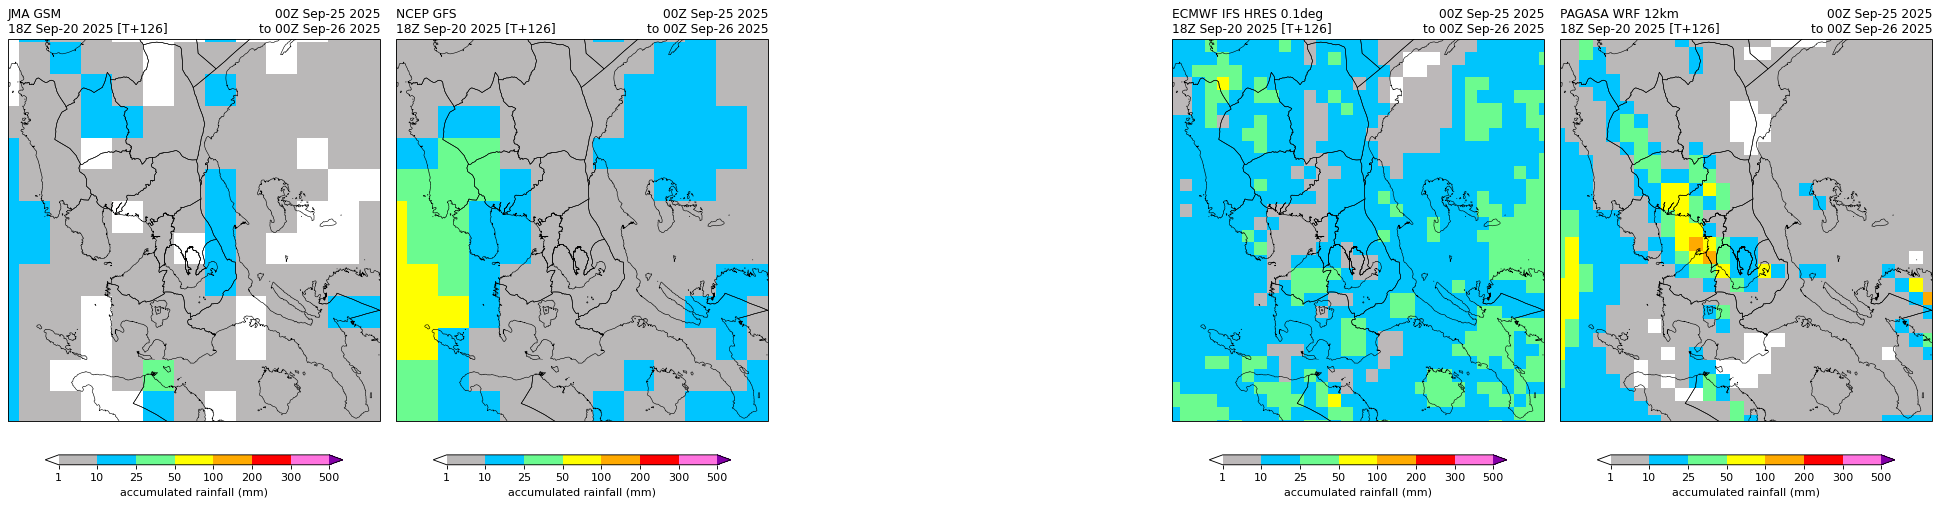 JMA GSM 00Z Sep-25 2025
18Z Sep-20 2025 [T+126] to 00Z Sep-26 2025
1 10 25 50 100 200 300 500
accumulated rainfall (mm)
NCEP GFS 00Z Sep-25 2025
18Z Sep-20 2025 [T+126] to 00Z Sep-26 2025
1 10 25 50 100 200 300 500
accumulated rainfall (mm)
ECMWF IFS HRES 0.1deg 00Z Sep-25 2025
18Z Sep-20 2025 [T+126] to 00Z Sep-26 2025
1 10 25 50 100 200 300 500
accumulated rainfall (mm)
PAGASA WRF 12km 00Z Sep-25 2025
18Z Sep-20 2025 [T+126] to 00Z Sep-26 2025
1 10 25 50 100 200 300 500
accumulated rainfall (mm)